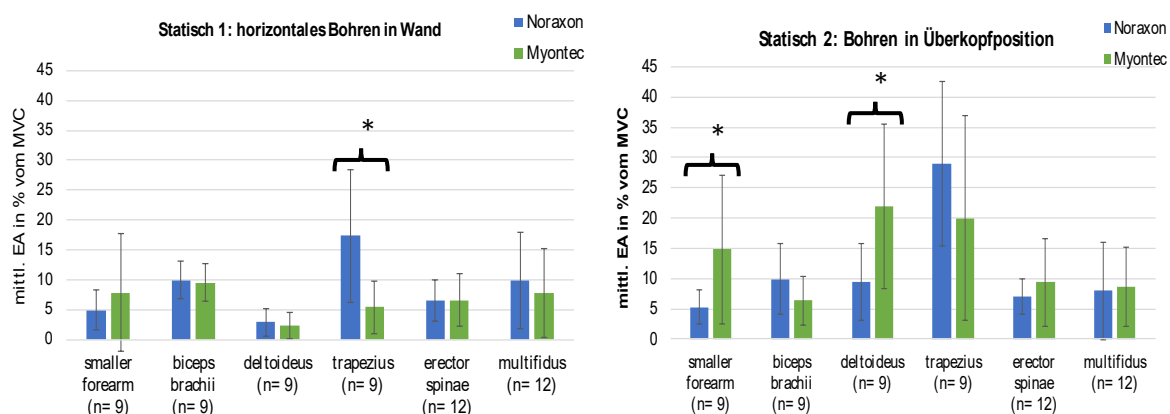 Statisch 1: horizontales Bohren in Wand
Noraxon
Myontec
mittl. EA in % vom MVC
45
40
35
30
25
20
15
10
5
0
*
smaller forearm (n= 9)
biceps brachii (n= 9)
deltoideus (n= 9)
trapezius (n= 9)
erector spinae (n= 12)
multifidus (n= 12)
Statisch 2: Bohren in Überkopfposition
Noraxon
Myontec
mittl. EA in % vom MVC
45
40
35
30
25
20
15
10
5
0
*
*
smaller forearm (n= 9)
biceps brachii (n= 9)
deltoideus (n= 9)
trapezius (n= 9)
erector spinae (n= 12)
multifidus (n= 12)